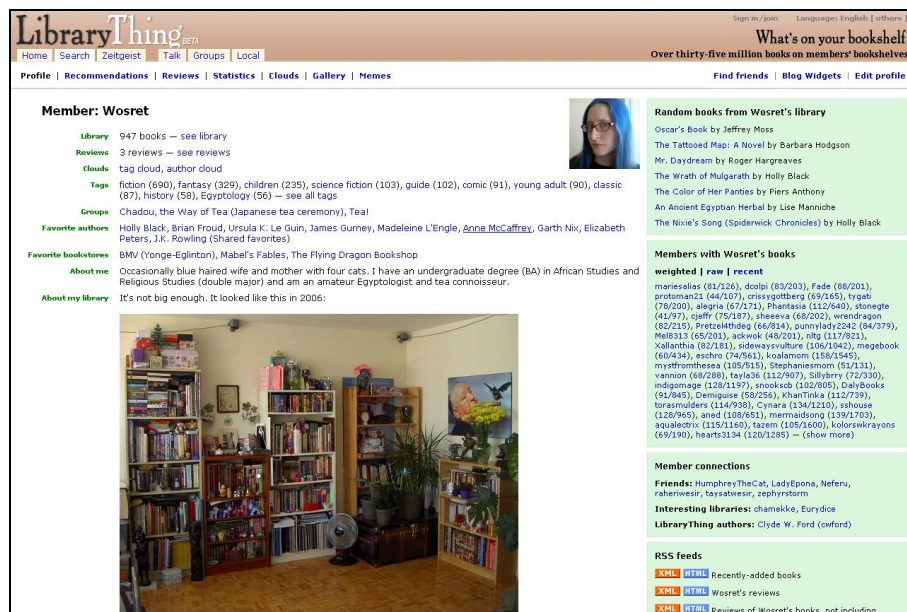 LibraryThing BETA
Sign in/join Language: English [ others ]
What's on your bookshelf
Over thirty-five million books on members' bookshelves
Home Search Zeitgeist Talk Groups Local
Profile | Recommendations | Reviews | Statistics | Clouds | Gallery | Memes
Find friends | Blog Widgets | Edit profile
Member: Wosret
Library 947 books — see library
Reviews 3 reviews — see reviews
Clouds tag cloud, author cloud
Tags fiction (690), fantasy (329), children (235), science fiction (103), guide (102), comic (91), young adult (90), classic
(87), history (58), Egyptology (56) — see all tags
Groups Chadou, the Way of Tea (Japanese tea ceremony), Tea!
Favorite authors Holly Black, Brian Froud, Ursula K. Le Guin, James Gurney, Madeleine L'Engle, Anne McCaffrey, Garth Nix, Elizabeth
Peters, J.K. Rowling (Shared favorites)
Favorite bookstores BMV (Yonge-Eglinton), Mabel's Fables, The Flying Dragon Bookshop
About me Occasionally blue haired wife and mother with four cats. I have an undergraduate degree (BA) in African Studies and
Religious Studies (double major) and am an amateur Egyptologist and tea connoisseur.
About my library It's not big enough. It looked like this in 2006:
Random books from Wosret's library
Oscar's Book by Jeffrey Moss
The Tattooed Map: A Novel by Barbara Hodgson
Mr. Daydream by Roger Hargreaves
The Wrath of Mulgarath by Holly Black
The Color of Her Panties by Piers Anthony
An Ancient Egyptian Herbal by Lise Manniche
The Nixie's Song (Spiderwick Chronicles) by Holly Black
Members with Wosret's books
weighted | raw | recent
mariesalias (81/126), dcolpi (83/203), Fade (88/201),
protoman21 (44/107), crissygottberg (69/165), tygati
(78/200), alegria (67/171), Phantasia (112/640), stonegte
(41/97), cjeffr (75/187), sheeeva (68/202), wrendragon
(82/215), Pretzel4thdeg (66/814), punnylady2242 (84/379),
Mel8313 (65/201), ackwok (48/201), nltg (117/821),
Xallanthia (82/181), sidewaysvulture (106/1042), megebook
(60/434), eschro (74/561), koalamom (158/1545),
mystfromthesea (105/515), Stephaniesmom (51/131),
vannion (68/288), tayla36 (112/907), Sillybrry (72/330),
indigomage (128/1197), snookscb (102/805), DalyBooks
(91/845), Demiguise (58/256), KhanTinka (112/739),
torasmulders (114/938), Cynara (134/1210), sshouse
(128/965), aned (108/651), mermaidsong (139/1703),
aqualectrix (115/1160), tazem (105/1600), kolorswkrayons
(69/190), hearts3134 (120/1285) — (show more)
Member connections
Friends: HumphreyTheCat, LadyEpona, Neferu,
raheriwesir, taysatwesir, zephyrstorm
Interesting libraries: chamekke, Eurydice
LibraryThing authors: Clyde W. Ford (cwford)
RSS feeds
XML HTML Recently-added books
XML HTML Wosret's reviews
XML HTML Reviews of Wosret's books, not including